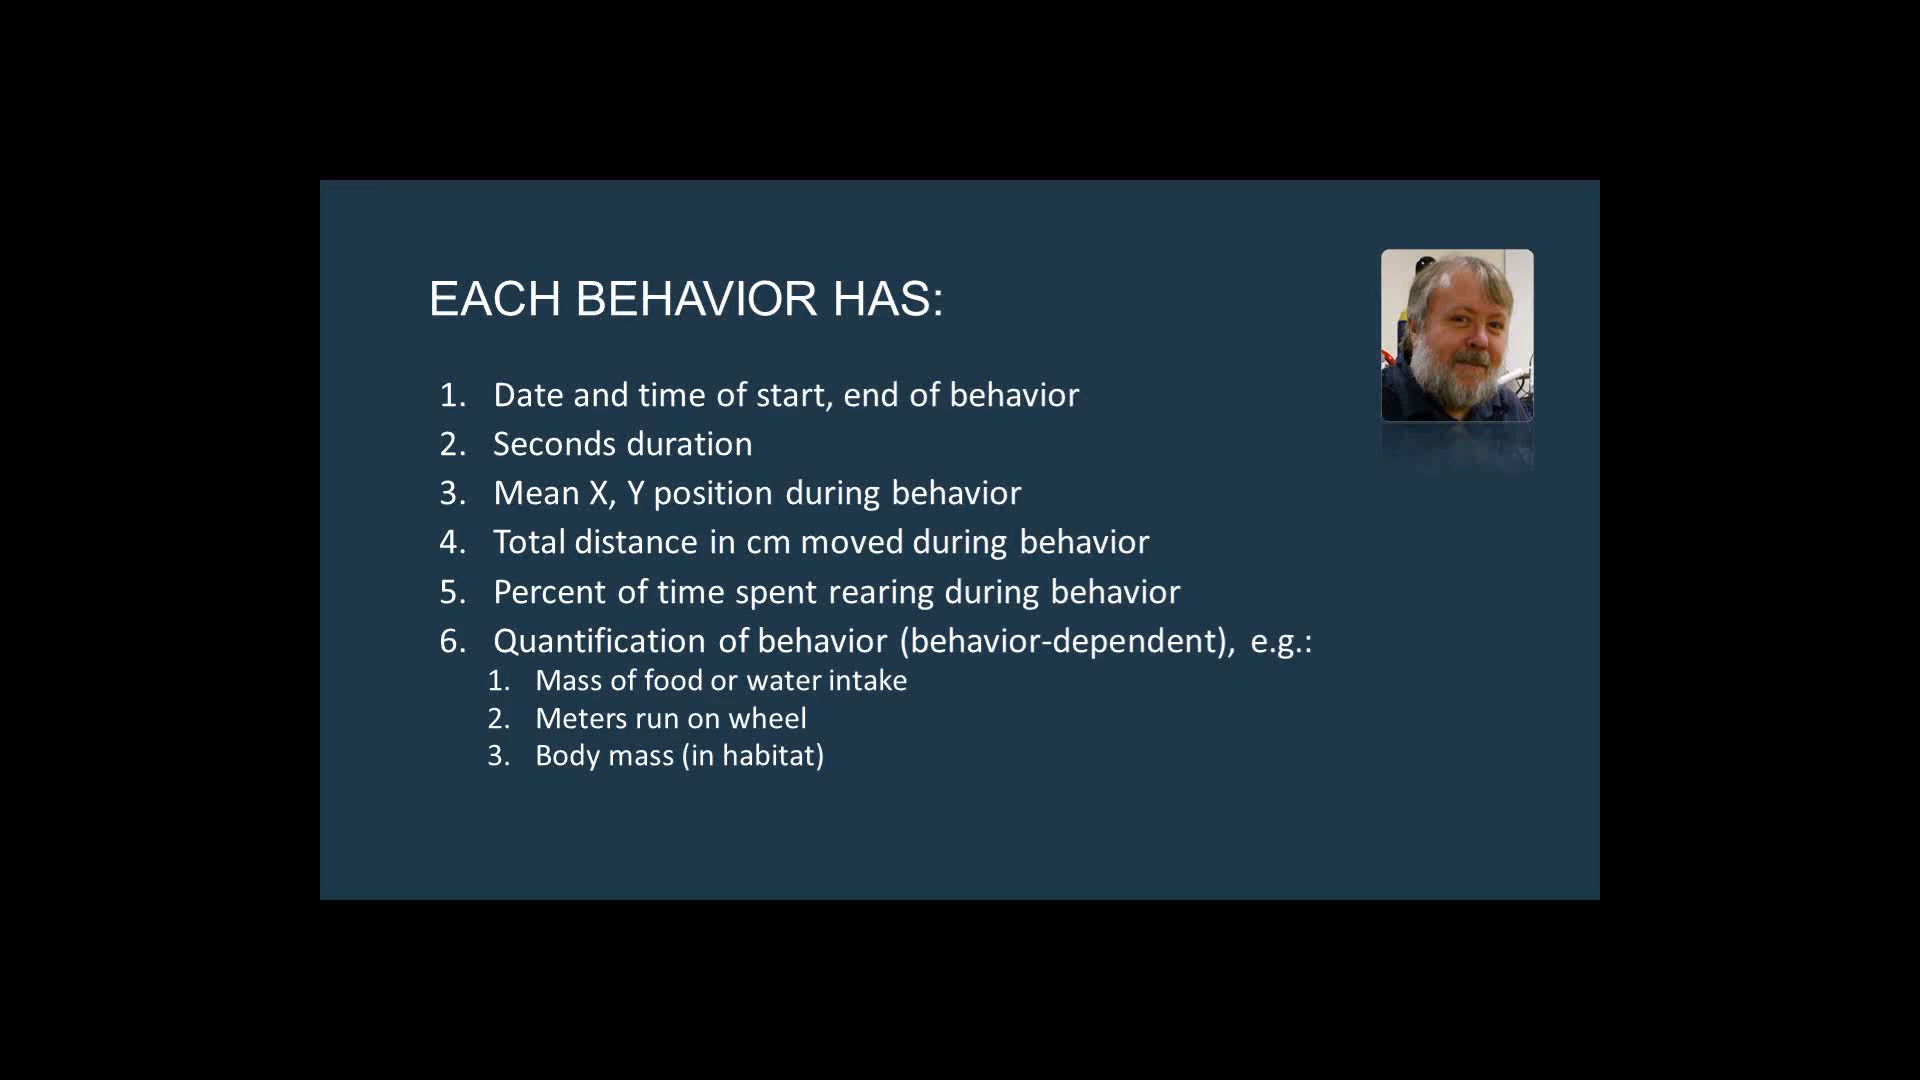 EACH BEHAVIOR HAS:
1. Date and time of start, end of behavior
2. Seconds duration
3. Mean X, Y position during behavior
4. Total distance in cm moved during behavior
5. Percent of time spent rearing during behavior
6. Quantification of behavior (behavior-dependent), e.g.:
1. Mass of food or water intake
2. Meters run on wheel
3. Body mass (in habitat)